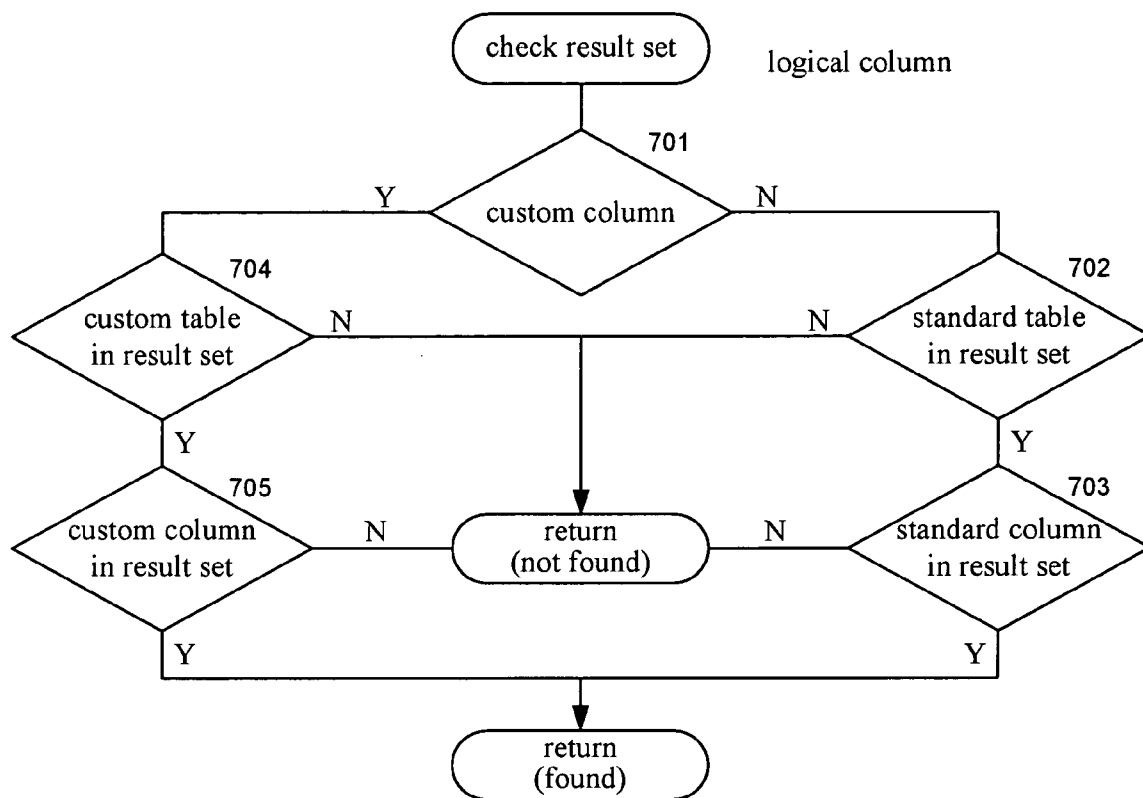 check result set
logical column
701
Y
N
custom column
704
702
custom table
in result set
N
N
standard table
in result set
Y
Y
705
703
custom column
in result set
N
return
(not found)
N
standard column
in result set
Y
Y
return
(found)